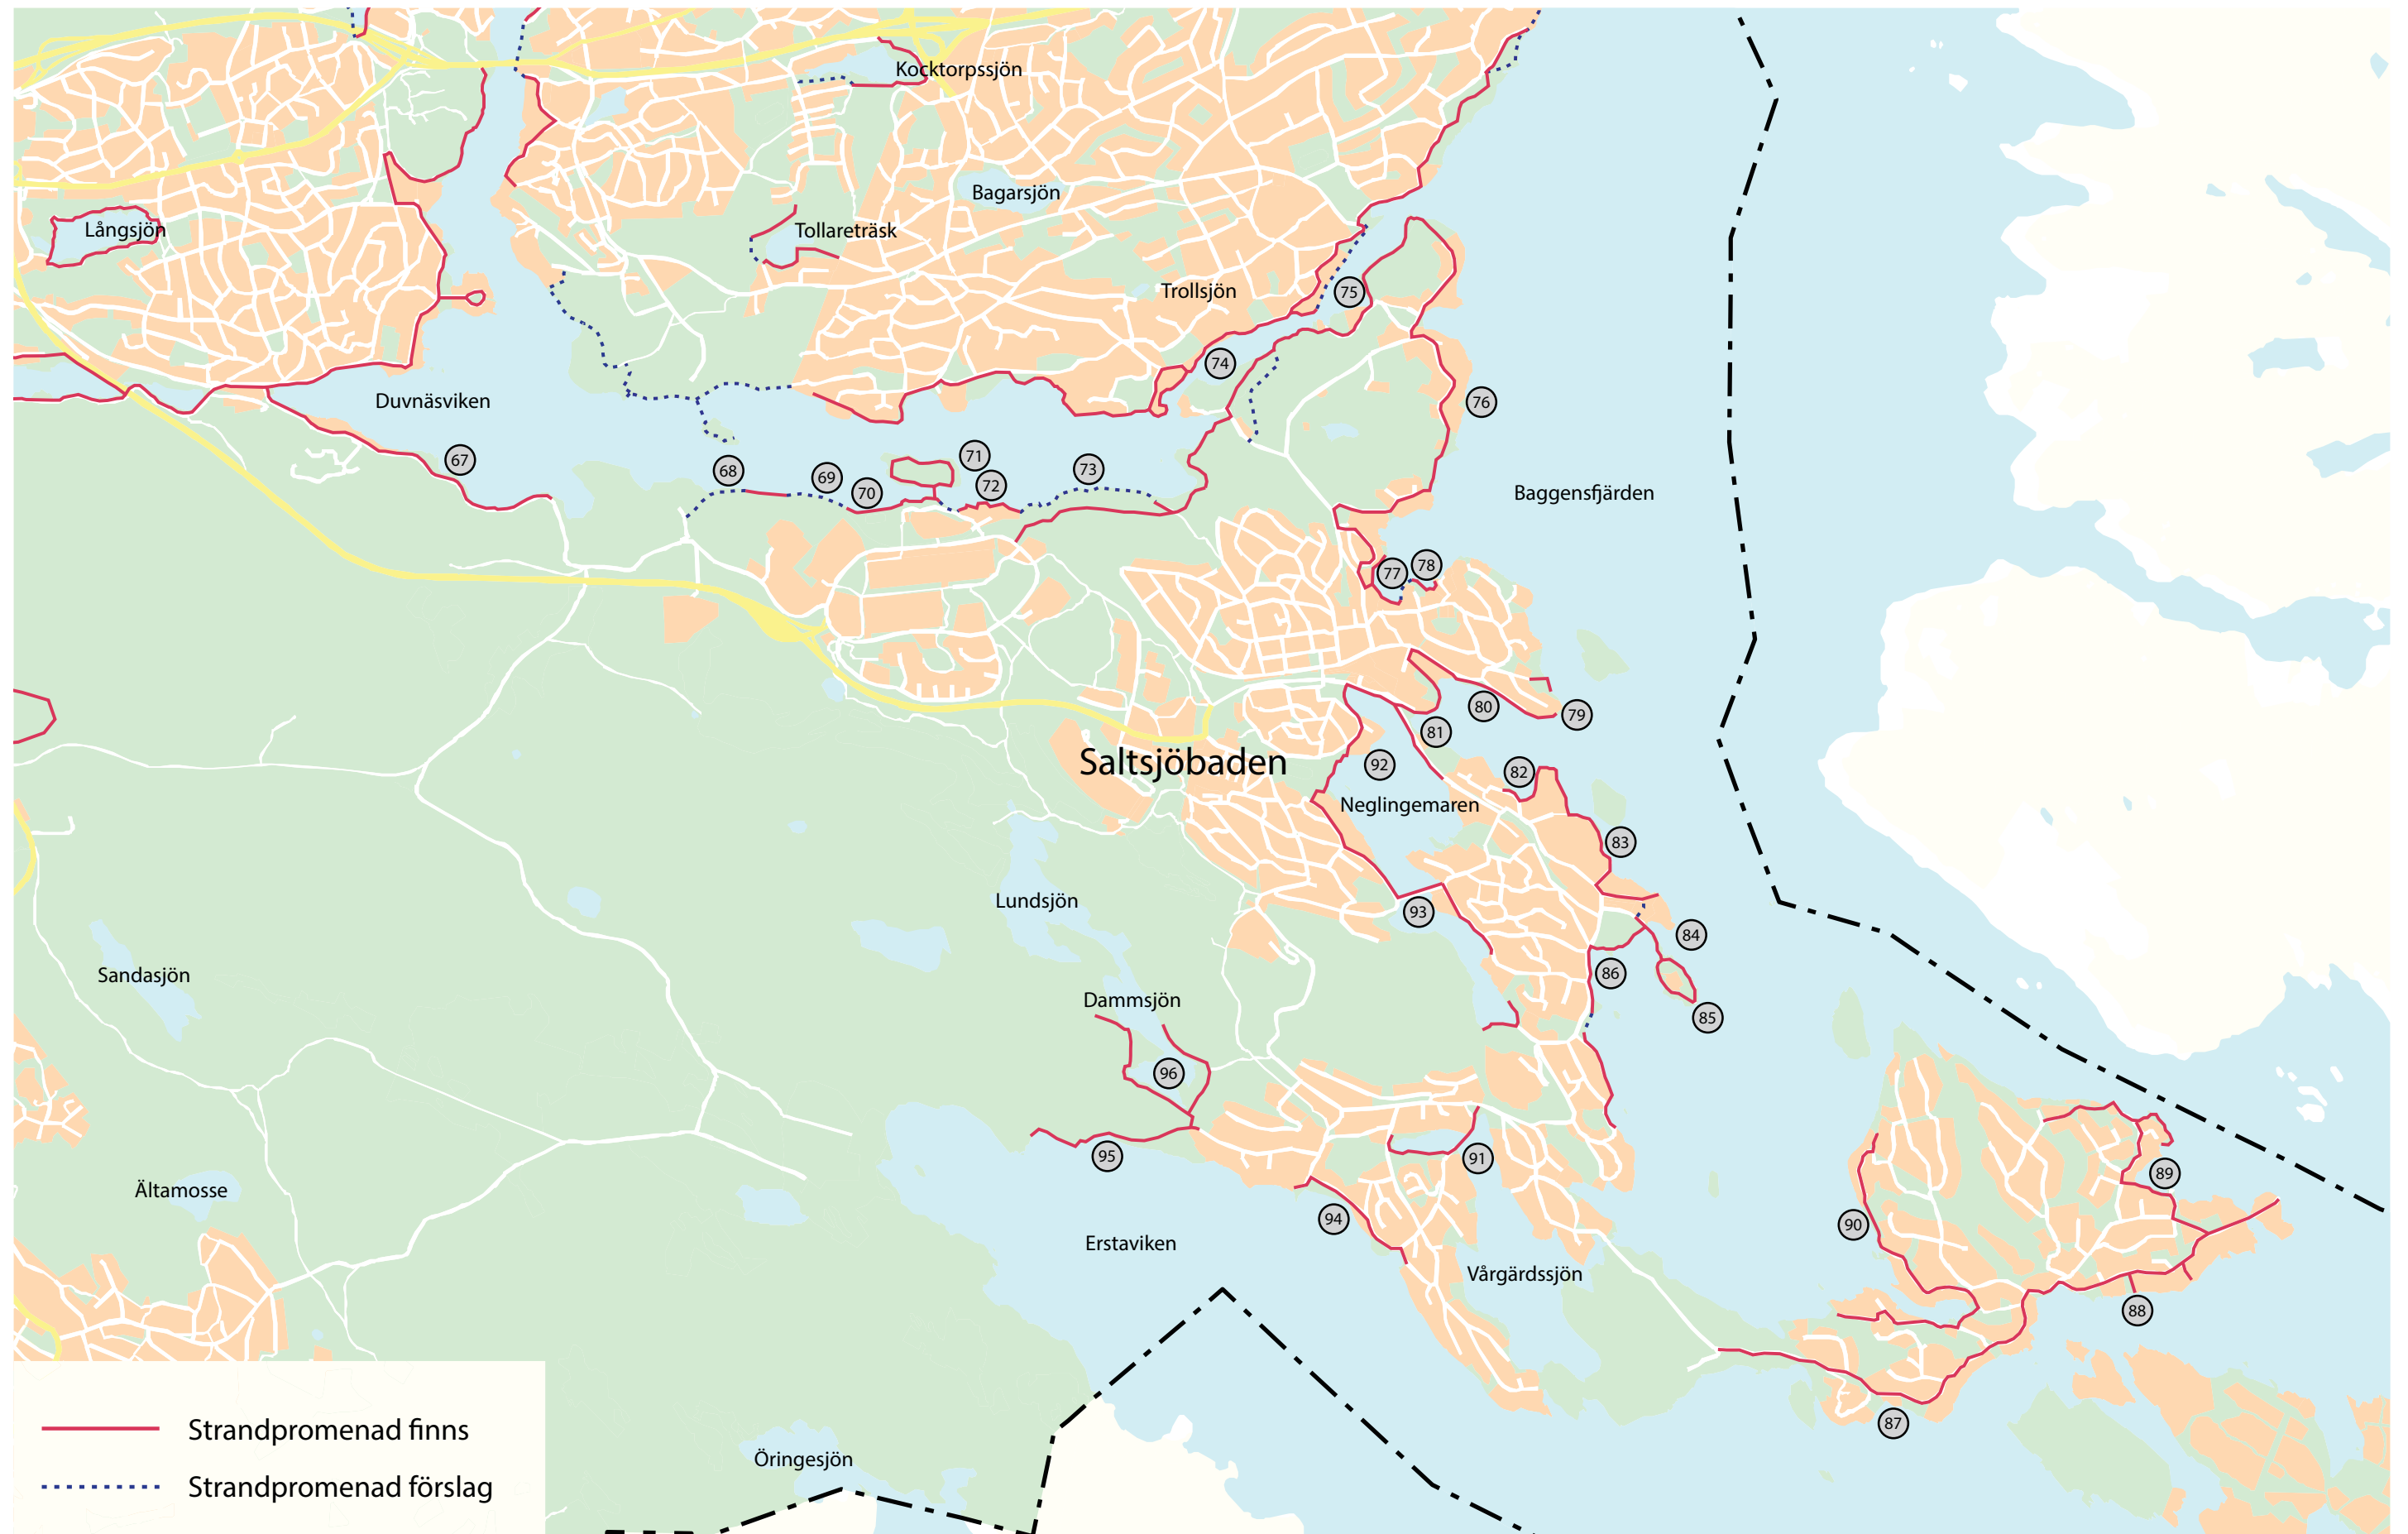 Kocktorpssjön
Bagarsjön
Långsjön
Tollareträsk
Trollsjön
75
74
Duvnäsviken
76
67
68
69
70
71
72
73
Baggensfjärden
77
78
80
79
81
Saltsjöbaden
92
82
Neglingemaren
83
Lundsjön
93
84
Sandasjön
86
Dammsjön
85
96
95
91
89
Ältamosse
94
90
Erstaviken
Vårgärdssjön
88
87
Strandpromenad finns
Öringesjön
Strandpromenad förslag